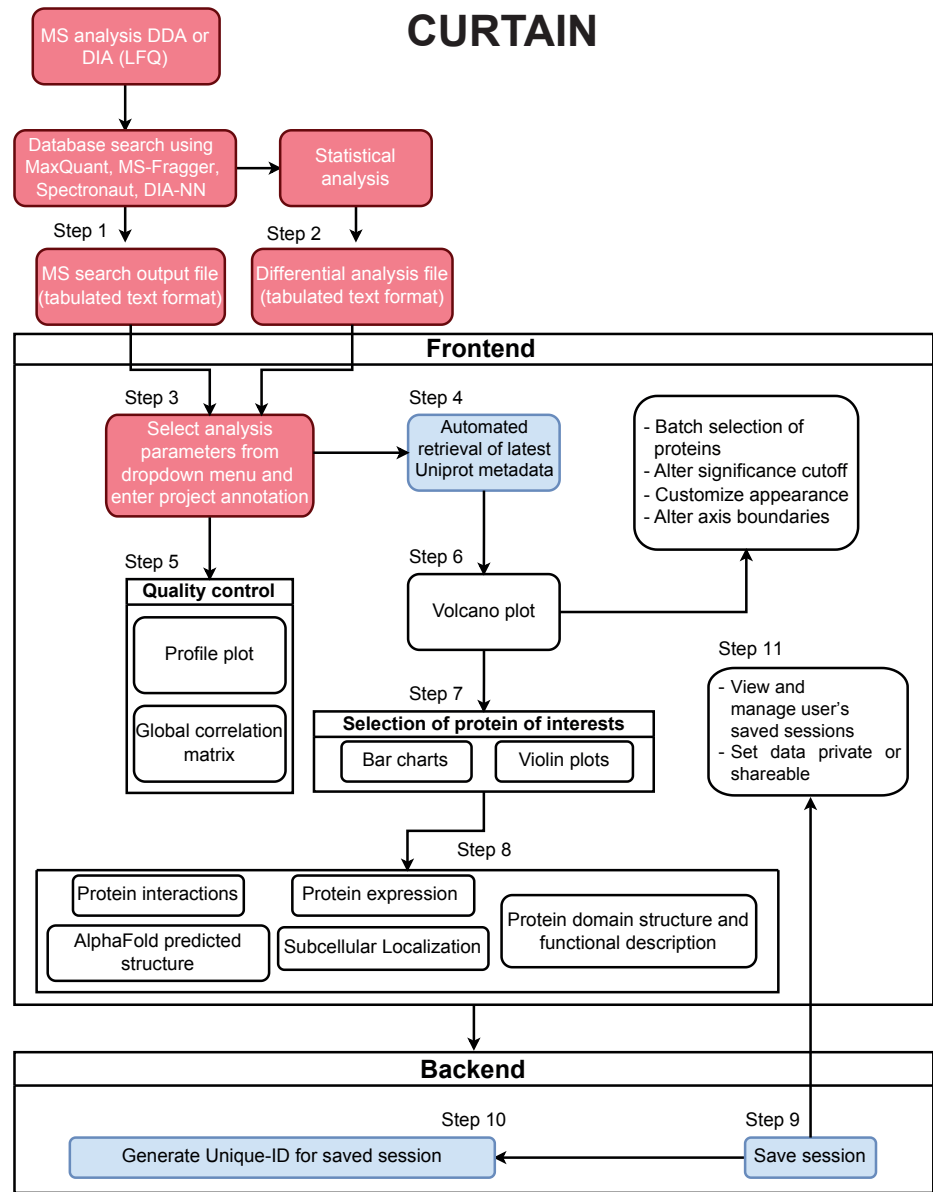 CURTAIN
MS analysis DDA or
DIA (LFQ)
Database search using
MaxQuant, MS-Fragger,
Spectronaut, DIA-NN
Statistical
analysis
Step 1
Step 2
MS search output file
(tabulated text format)
Differential analysis file
(tabulated text format)
Frontend
Step 3
Select analysis
parameters from
dropdown menu and
enter project annotation
Step 4
Automated
retrieval of latest
Uniprot metadata
- Batch selection of
proteins
- Alter significance cutoff
- Customize appearance
- Alter axis boundaries
Step 5
Quality control
Profile plot
Global correlation
matrix
Step 6
Volcano plot
Step 7
Selection of protein of interests
Bar charts
Violin plots
Step 11
- View and
manage user's
saved sessions
- Set data private or
shareable
Step 8
Protein interactions
Protein expression
Protein domain structure and
functional description
AlphaFold predicted
structure
Subcellular Localization
Backend
Step 10
Step 9
Generate Unique-ID for saved session
Save session